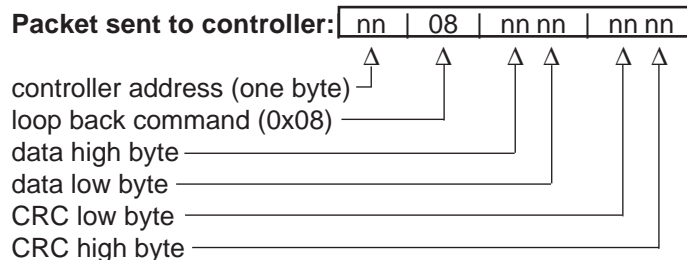 Packet sent to controller: nn | 08 | nn nn | nn nn
Δ Δ Δ Δ Δ Δ
controller address (one byte)
loop back command (0x08)
data high byte
data low byte
CRC low byte
CRC high byte